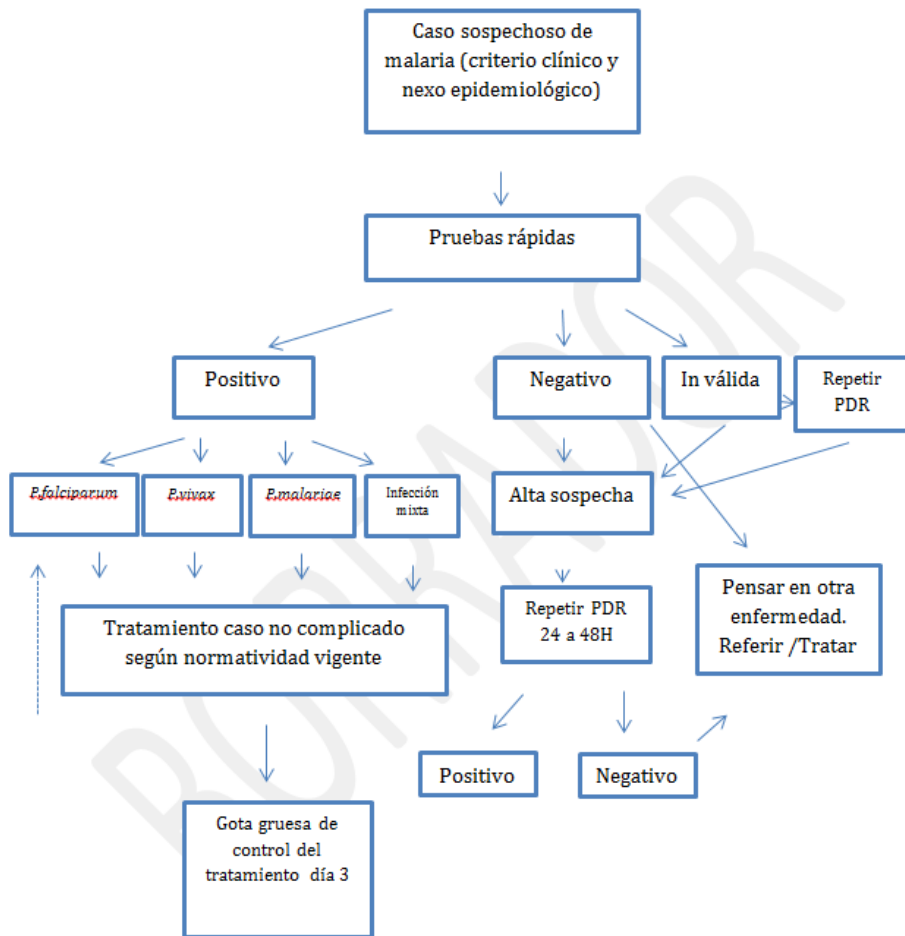 Caso sospechoso de
malaria (criterio clínico y
nexo epidemiológico)
Pruebas rápidas
Positivo
Negativo
In válida
Repetir
PDR
P.falciparum
P.vivax
P.malariae
Infección
mixta
Alta sospecha
Tratamiento caso no complicado
según normatividad vigente
Repetir PDR
24 a 48H
Pensar en otra
enfermedad.
Referir /Tratar
Positivo
Negativo
Gota gruesa de
control del
tratamiento día 3
BORRADOR